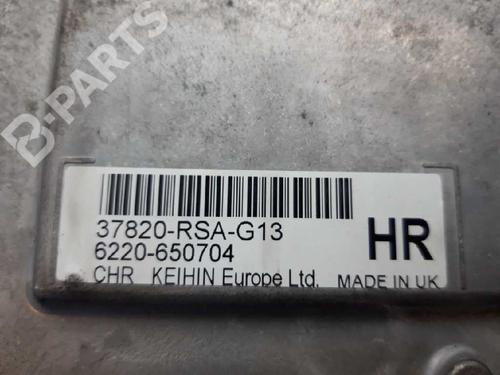 B-PARTS
37820-RSA-G13
6220-650704
HR
CHR KEIHIN Europe Ltd. MADE IN UK